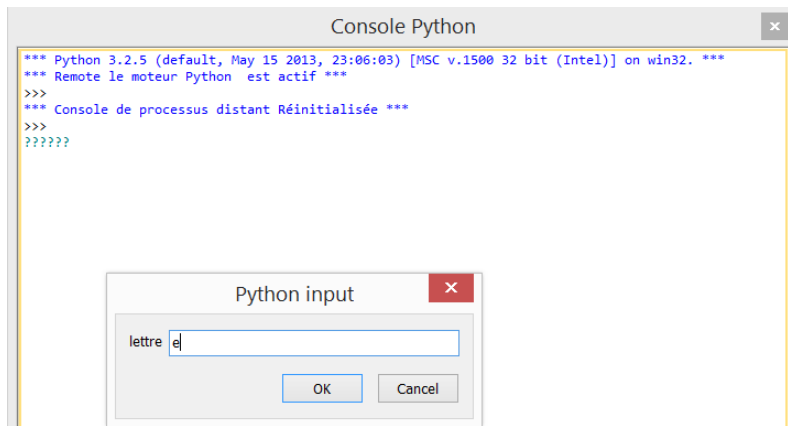 Console Python
*** Python 3.2.5 (default, May 15 2013, 23:06:03) [MSC v.1500 32 bit (Intel)] on win32. ***
*** Remote le moteur Python  est actif ***
>>>
*** Console de processus distant Réinitialisée ***
>>>
??????
Python input
lettre e
OK Cancel